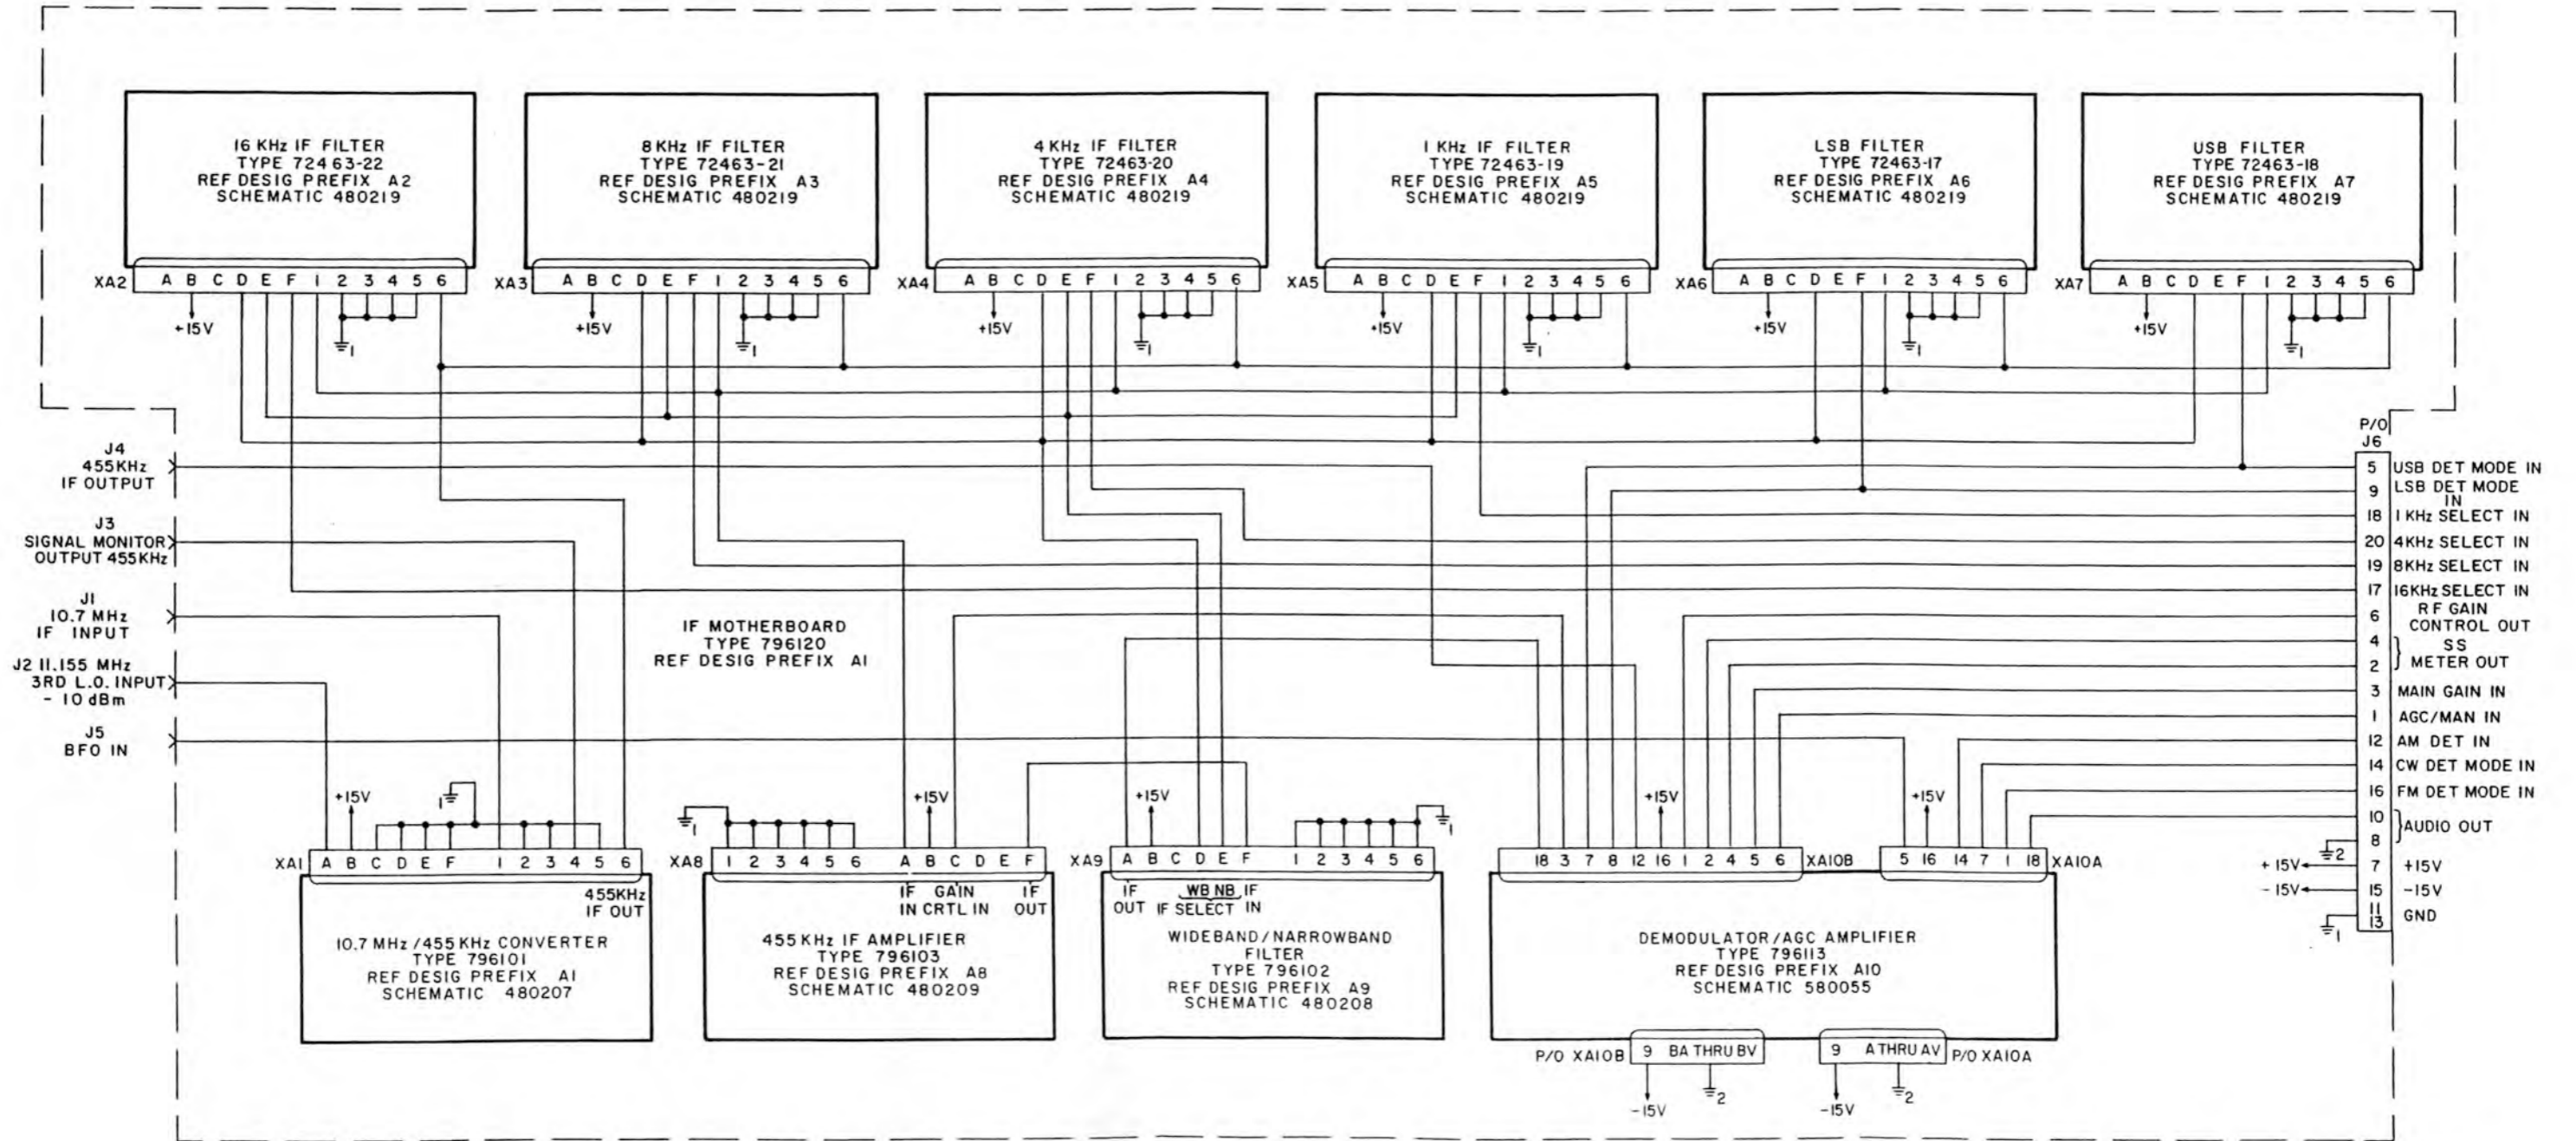 16 KHz IF FILTER
TYPE 72463-22
REF DESIG PREFIX A2
SCHEMATIC 480219
8KHz IF FILTER
TYPE 72463-21
REF DESIG PREFIX A3
SCHEMATIC 480219
4KHz IF FILTER
TYPE 72463-20
REF DESIG PREFIX A4
SCHEMATIC 480219
1 KHz IF FILTER
TYPE 72463-19
REF DESIG PREFIX A5
SCHEMATIC 480219
LSB FILTER
TYPE 72463-17
REF DESIG PREFIX A6
SCHEMATIC 480219
USB FILTER
TYPE 72463-18
REF DESIG PREFIX A7
SCHEMATIC 480219
XA2 A B C D E F 1 2 3 4 5 6
+15V 1
XA3 A B C D E F 1 2 3 4 5 6
+15V 1
XA4 A B C D E F 1 2 3 4 5 6
+15V 1
XA5 A B C D E F 1 2 3 4 5 6
+15V 1
XA6 A B C D E F 1 2 3 4 5 6
+15V 1
XA7 A B C D E F 1 2 3 4 5 6
+15V 1
J4
455KHz
IF OUTPUT
J3
SIGNAL MONITOR
OUTPUT 455KHz
J1
10.7 MHz
IF INPUT
J2 11.155 MHz
3RD L.O. INPUT
- 10 dBm
J5
BFO IN
IF MOTHERBOARD
TYPE 796120
REF DESIG PREFIX A1
P/O
J6
5 USB DET MODE IN
9 LSB DET MODE
IN
18 1 KHz SELECT IN
20 4KHz SELECT IN
19 8KHz SELECT IN
17 16KHz SELECT IN
6 RF GAIN
CONTROL OUT
4 SS
2 METER OUT
3 MAIN GAIN IN
1 AGC/MAN IN
12 AM DET IN
14 CW DET MODE IN
16 FM DET MODE IN
10 AUDIO OUT
8
2
+15V 7 +15V
-15V 15 -15V
11 GND
13
1
+15V 1
XA1 A B C D E F 1 2 3 4 5 6
455KHz
IF OUT
10.7 MHz/455 KHz CONVERTER
TYPE 796101
REF DESIG PREFIX A1
SCHEMATIC 480207
1 +15V
XA8 1 2 3 4 5 6 A B C D E F
IF GAIN IF
IN CRTL IN OUT
455KHz IF AMPLIFIER
TYPE 796103
REF DESIG PREFIX A8
SCHEMATIC 480209
+15V 1
XA9 A B C D E F 1 2 3 4 5 6
IF WB NB IF
OUT IF SELECT IN
WIDEBAND/NARROWBAND
FILTER
TYPE 796102
REF DESIG PREFIX A9
SCHEMATIC 480208
+15V
18 3 7 8 12 16 1 2 4 5 6 XA10B
+15V
5 16 14 7 1 18 XA10A
DEMODULATOR/AGC AMPLIFIER
TYPE 796113
REF DESIG PREFIX A10
SCHEMATIC 580055
P/O XA10B 9 BA THRU BV
-15V 2
9 A THRU AV P/O XA10A
-15V 2